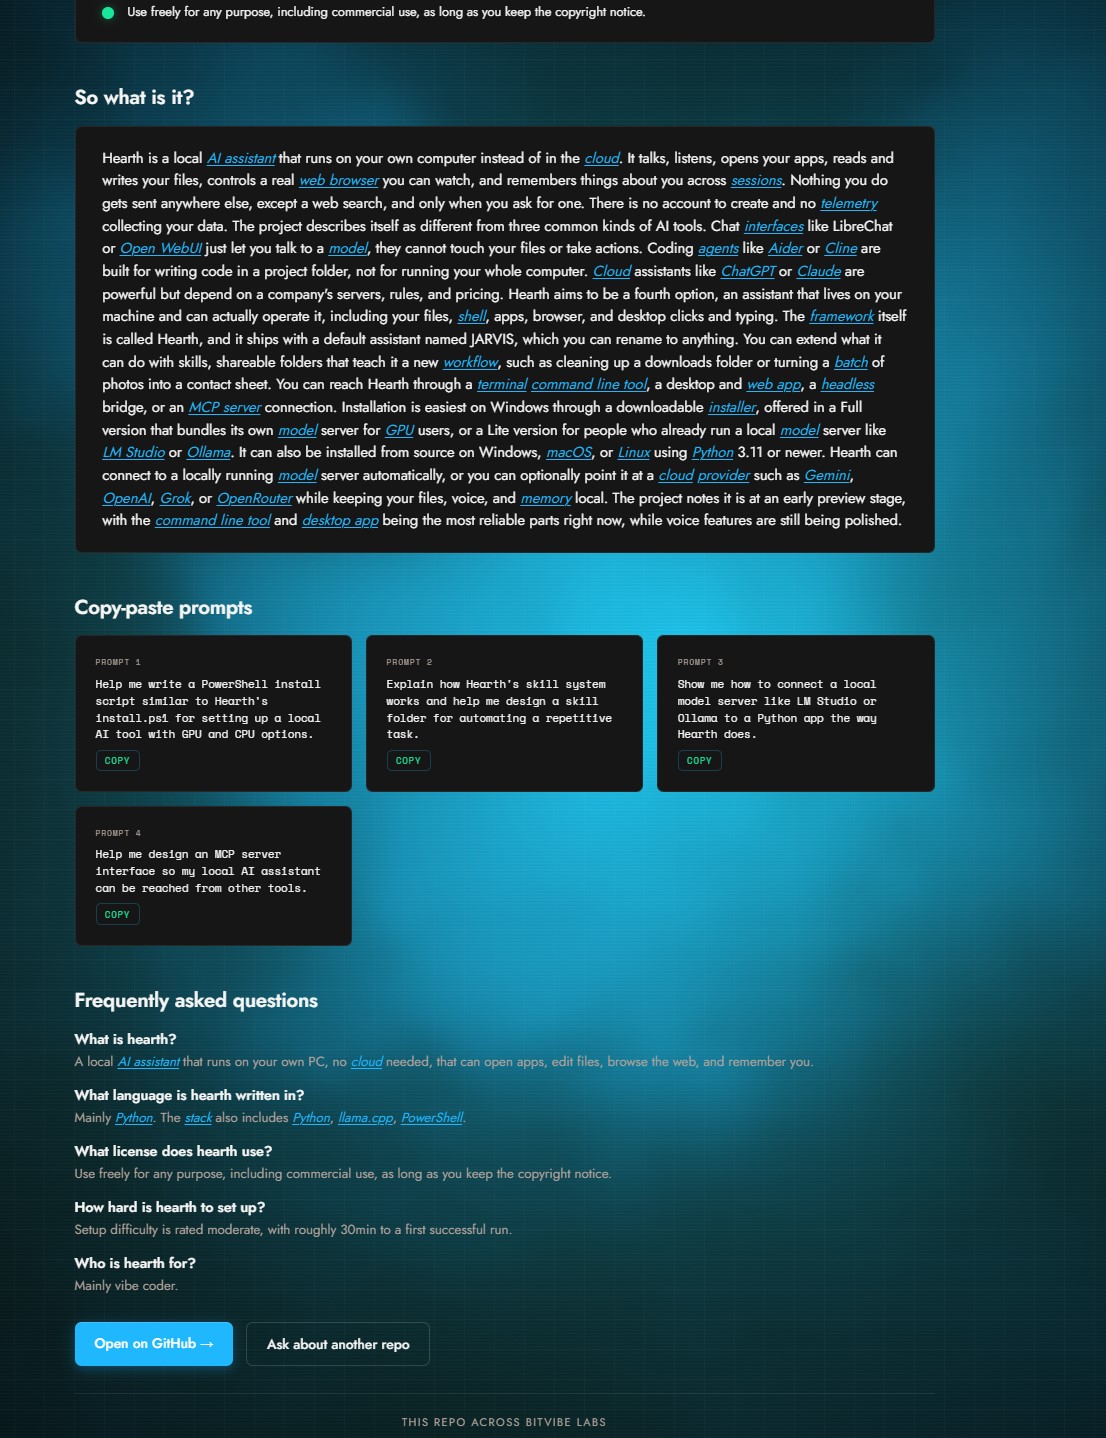 Use freely for any purpose, including commercial use, as long as you keep the copyright notice.
So what is it?
Hearth is a local AI assistant that runs on your own computer instead of in the cloud. It talks, listens, opens your apps, reads and
writes your files, controls a real web browser you can watch, and remembers things about you across sessions. Nothing you do
gets sent anywhere else, except a web search, and only when you ask for one. There is no account to create and no telemetry
collecting your data. The project describes itself as different from three common kinds of AI tools. Chat interfaces like LibreChat
or Open WebUI just let you talk to a model, they cannot touch your files or take actions. Coding agents like Aider or Cline are
built for writing code in a project folder, not for running your whole computer. Cloud assistants like ChatGPT or Claude are
powerful but depend on a company's servers, rules, and pricing. Hearth aims to be a fourth option, an assistant that lives on your
machine and can actually operate it, including your files, shell, apps, browser, and desktop clicks and typing. The framework itself
is called Hearth, and it ships with a default assistant named JARVIS, which you can rename to anything. You can extend what it
can do with skills, shareable folders that teach it a new workflow, such as cleaning up a downloads folder or turning a batch of
photos into a contact sheet. You can reach Hearth through a terminal command line tool, a desktop and web app, a headless
bridge, or an MCP server connection. Installation is easiest on Windows through a downloadable installer, offered in a Full
version that bundles its own model server for GPU users, or a Lite version for people who already run a local model server like
LM Studio or Ollama. It can also be installed from source on Windows, macOS, or Linux using Python 3.11 or newer. Hearth can
connect to a locally running model server automatically, or you can optionally point it at a cloud provider such as Gemini,
OpenAI, Grok, or OpenRouter while keeping your files, voice, and memory local. The project notes it is at an early preview stage,
with the command line tool and desktop app being the most reliable parts right now, while voice features are still being polished.
Copy-paste prompts
PROMPT 1
Help me write a PowerShell install
script similar to Hearth's
install.ps1 for setting up a local
AI tool with GPU and CPU options.
COPY
PROMPT 2
Explain how Hearth's skill system
works and help me design a skill
folder for automating a repetitive
task.
COPY
PROMPT 3
Show me how to connect a local
model server like LM Studio or
Ollama to a Python app the way
Hearth does.
COPY
PROMPT 4
Help me design an MCP server
interface so my local AI assistant
can be reached from other tools.
COPY
Frequently asked questions
What is hearth?
A local AI assistant that runs on your own PC, no cloud needed, that can open apps, edit files, browse the web, and remember you.
What language is hearth written in?
Mainly Python. The stack also includes Python, llama.cpp, PowerShell.
What license does hearth use?
Use freely for any purpose, including commercial use, as long as you keep the copyright notice.
How hard is hearth to set up?
Setup difficulty is rated moderate, with roughly 30min to a first successful run.
Who is hearth for?
Mainly vibe coder.
Open on GitHub →
Ask about another repo
THIS REPO ACROSS BITVIBE LABS